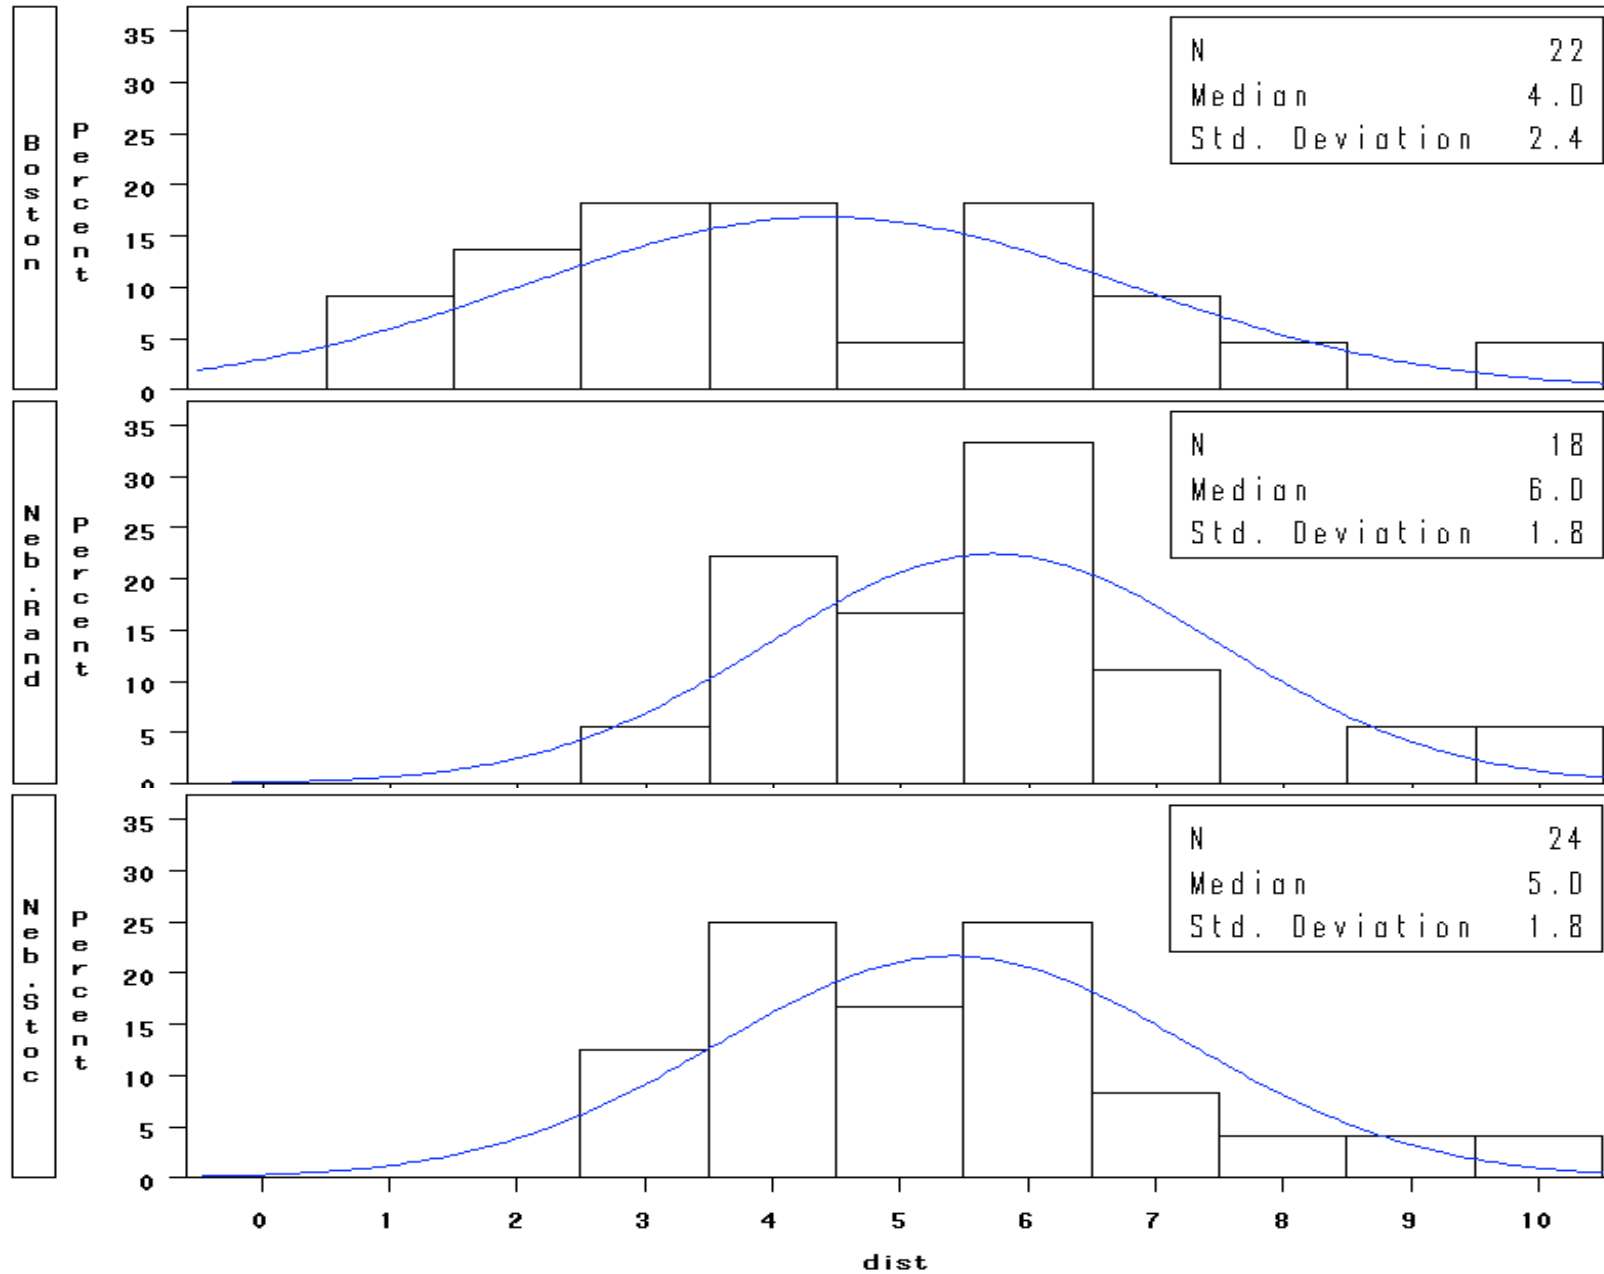 Boston
Percent
35
30
25
20
15
10
5
0
N 22
Median 4.0
Std. Deviation 2.4
Neb.Rand
Percent
35
30
25
20
15
10
5
0
N 18
Median 6.0
Std. Deviation 1.8
Neb.Stoc
Percent
35
30
25
20
15
10
5
0
N 24
Median 5.0
Std. Deviation 1.8
0 1 2 3 4 5 6 7 8 9 10
dist